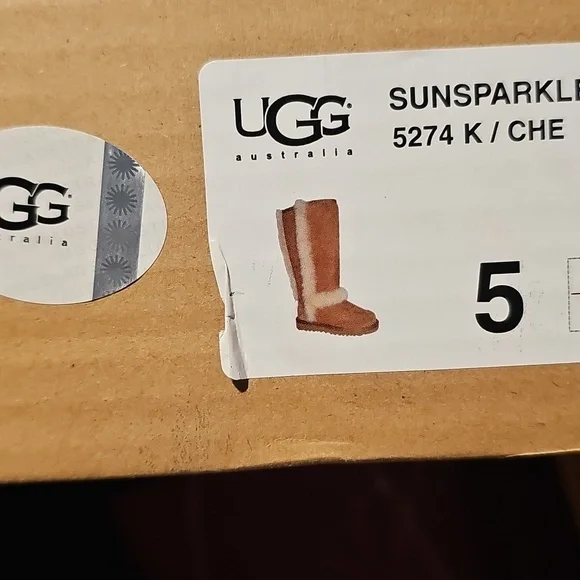 UGG
australia
SUNSPARKLE
5274 K / CHE
5
GG
ralia